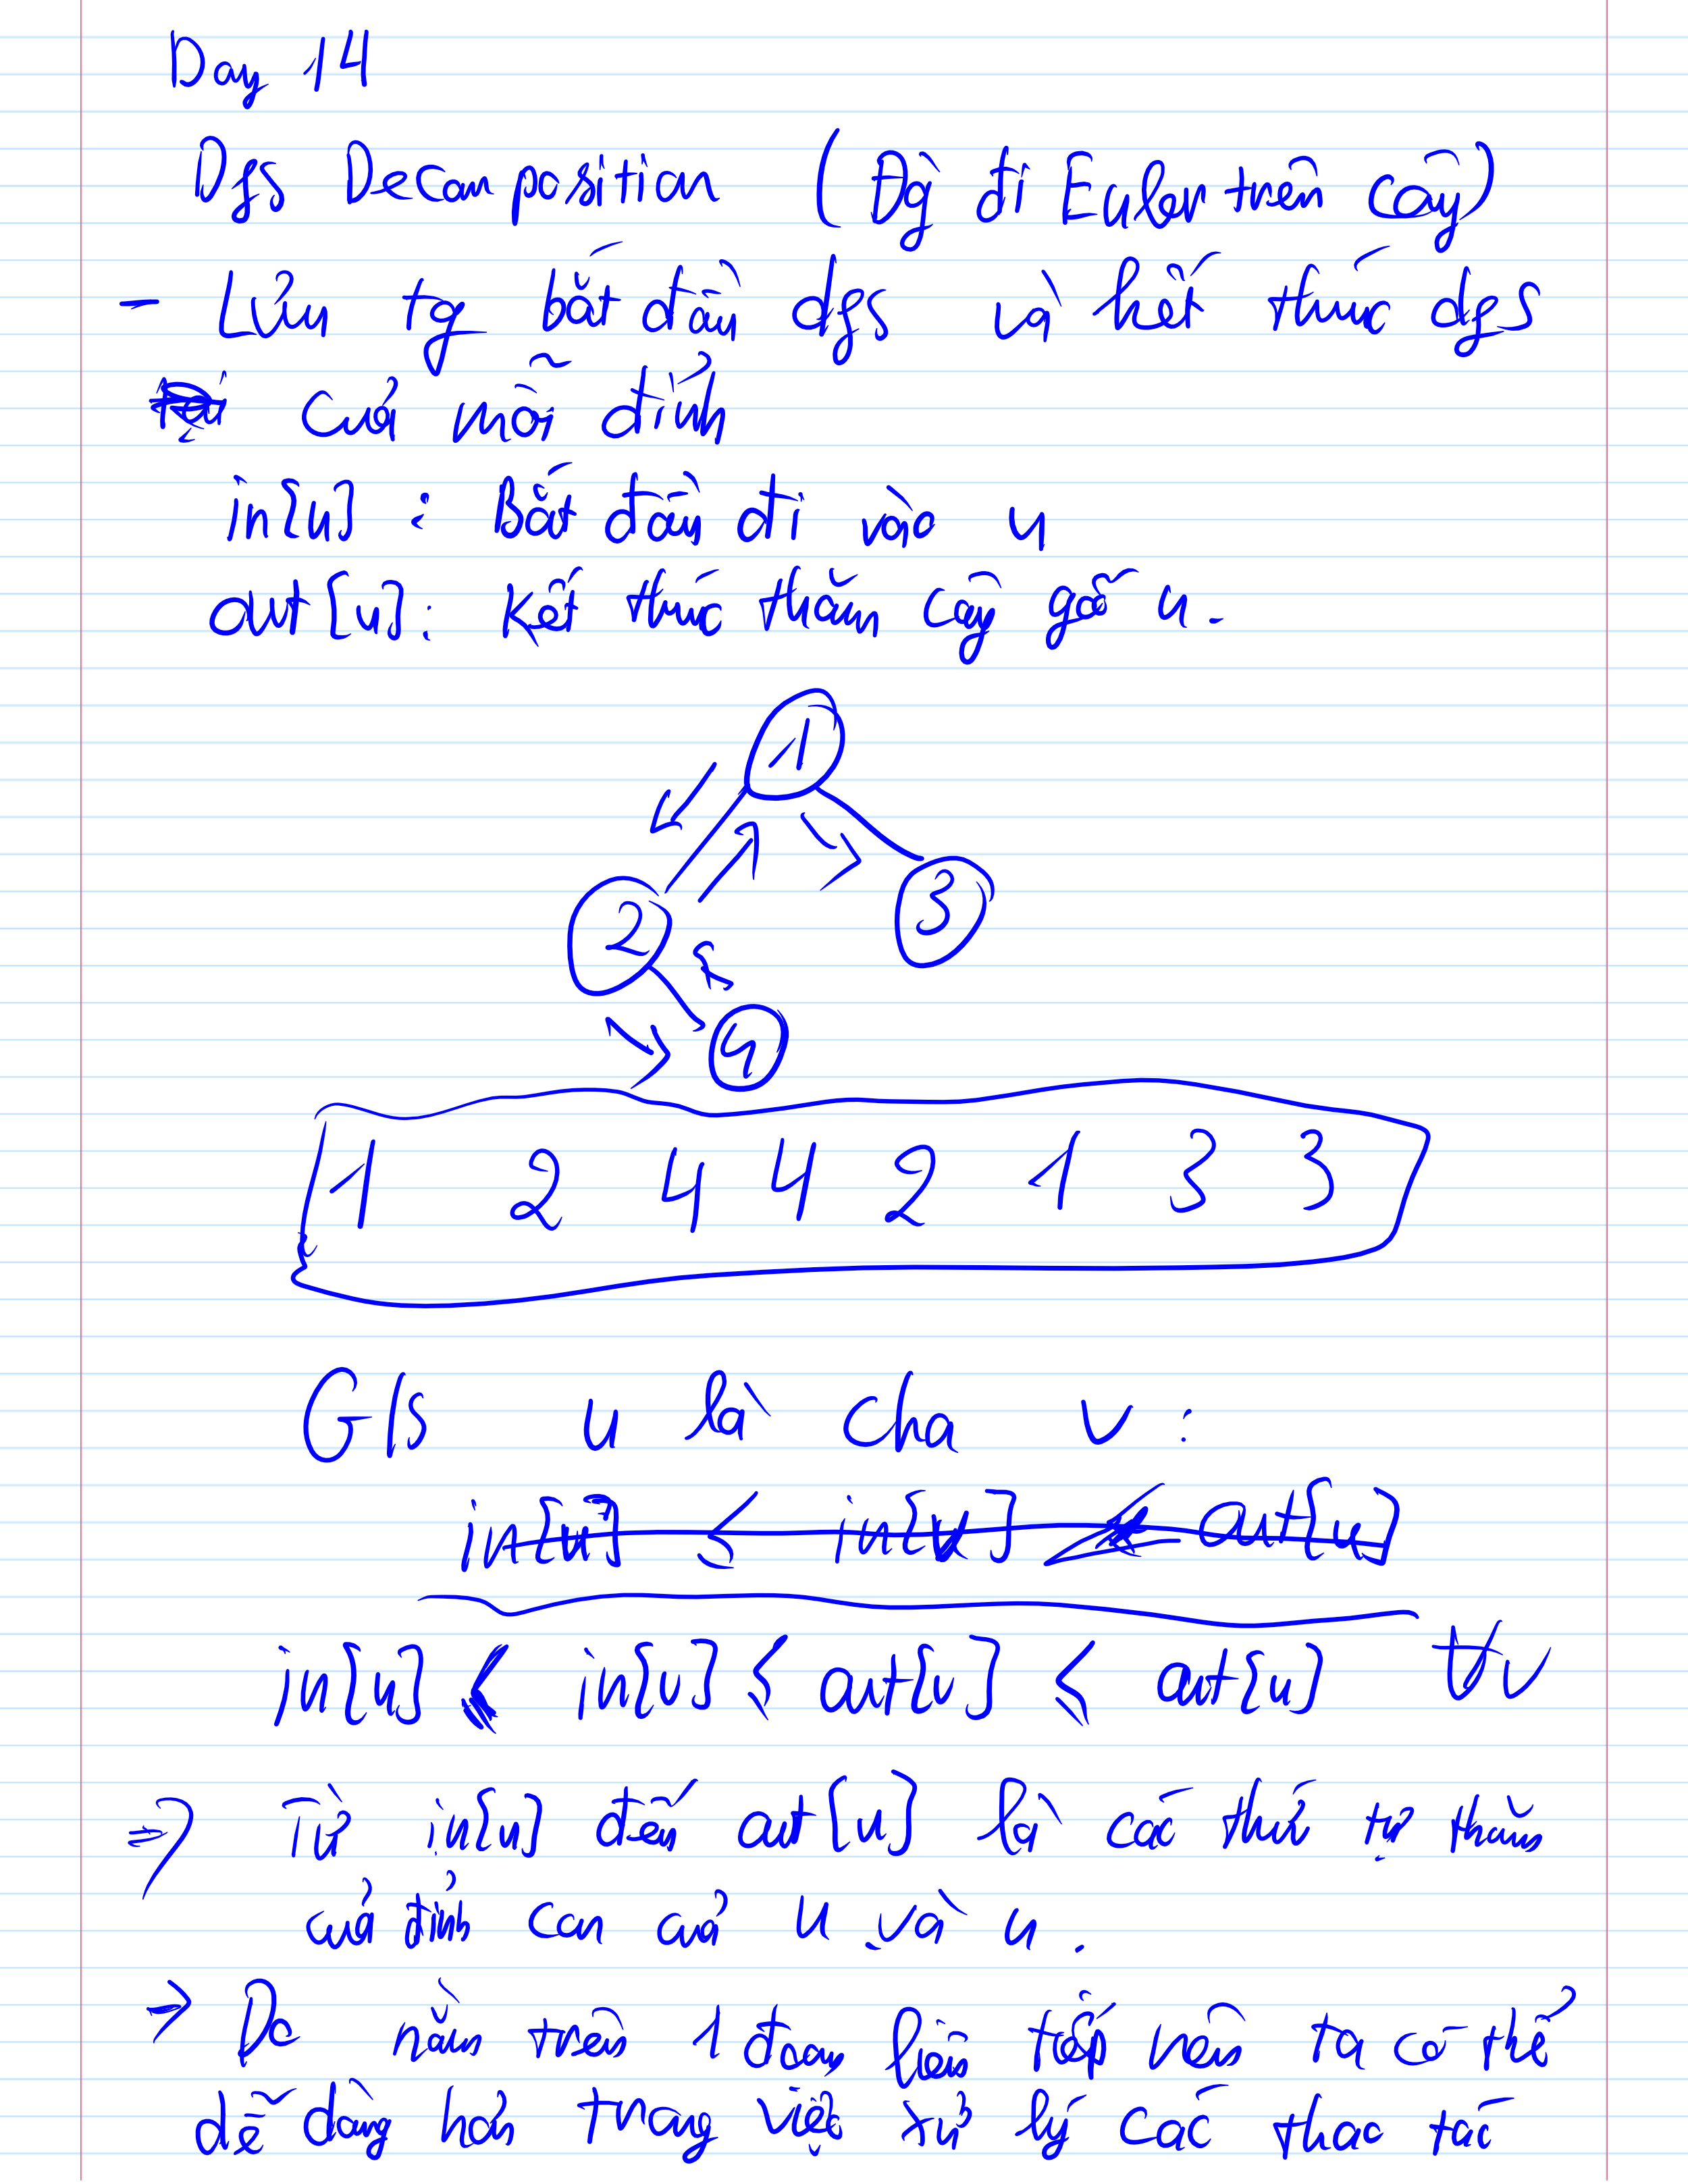 Day 14
Dfs Decomposition (Đg đi Euler trên cây)
- Lưu tg bắt đầu dfs và kết thúc dfs
của mỗi đỉnh
in[u] : Bắt đầu đi vào u
out[u]: Kết thúc thăm cây gốc u.
1
2
3
4
1 2 4 4 2 1 3 3
G/s u là cha v :
in[u] ≤ in[v] out[u]
in[u] < in[v] < out[v] < out[u] ∀v
=> Từ in[u] đến out[u] là các thứ tự thăm
của đỉnh con của u và u.
-> Do nằm trên 1 đoạn liên tiếp nên ta có thể
dễ dàng hơn trong việc xử lý các thao tác